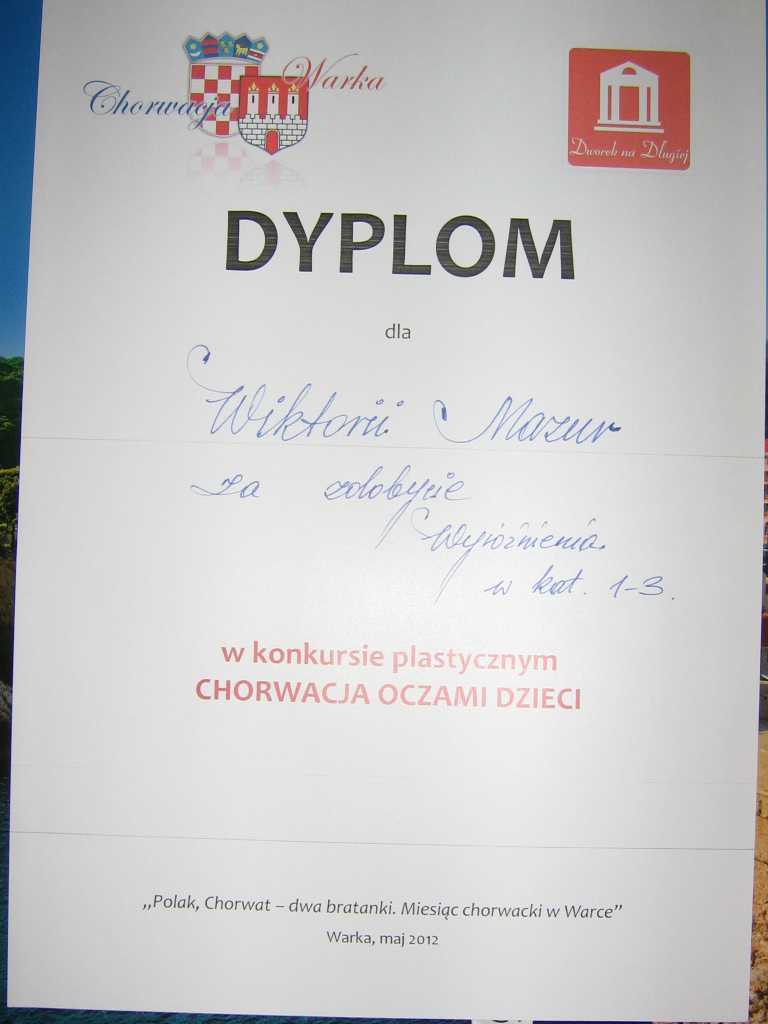 Chorwacja Warka
Dworek na Długiej
DYPLOM
dla
Wiktorii Mazur
za zdobycie
Wyróżnienia
w kat. 1-3.
w konkursie plastycznym
CHORWACJA OCZAMI DZIECI
„Polak, Chorwat – dwa bratanki. Miesiąc chorwacki w Warce”
Warka, maj 2012